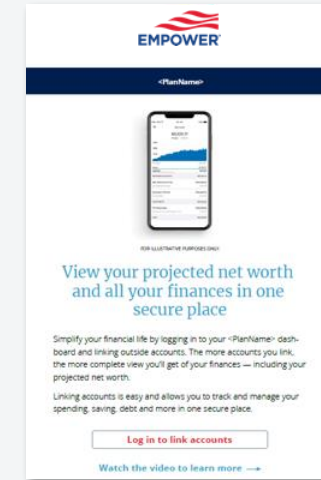 EMPOWER
<PlanName>
FOR ILLUSTRATIVE PURPOSES ONLY
View your projected net worth
and all your finances in one
secure place
Simplify your financial life by logging in to your <PlanName> dash-
board and linking outside accounts. The more accounts you link,
the more complete view you'll get of your finances — including your
projected net worth.
Linking accounts is easy and allows you to track and manage your
spending, saving, debt and more in one secure place.
Log in to link accounts
Watch the video to learn more →